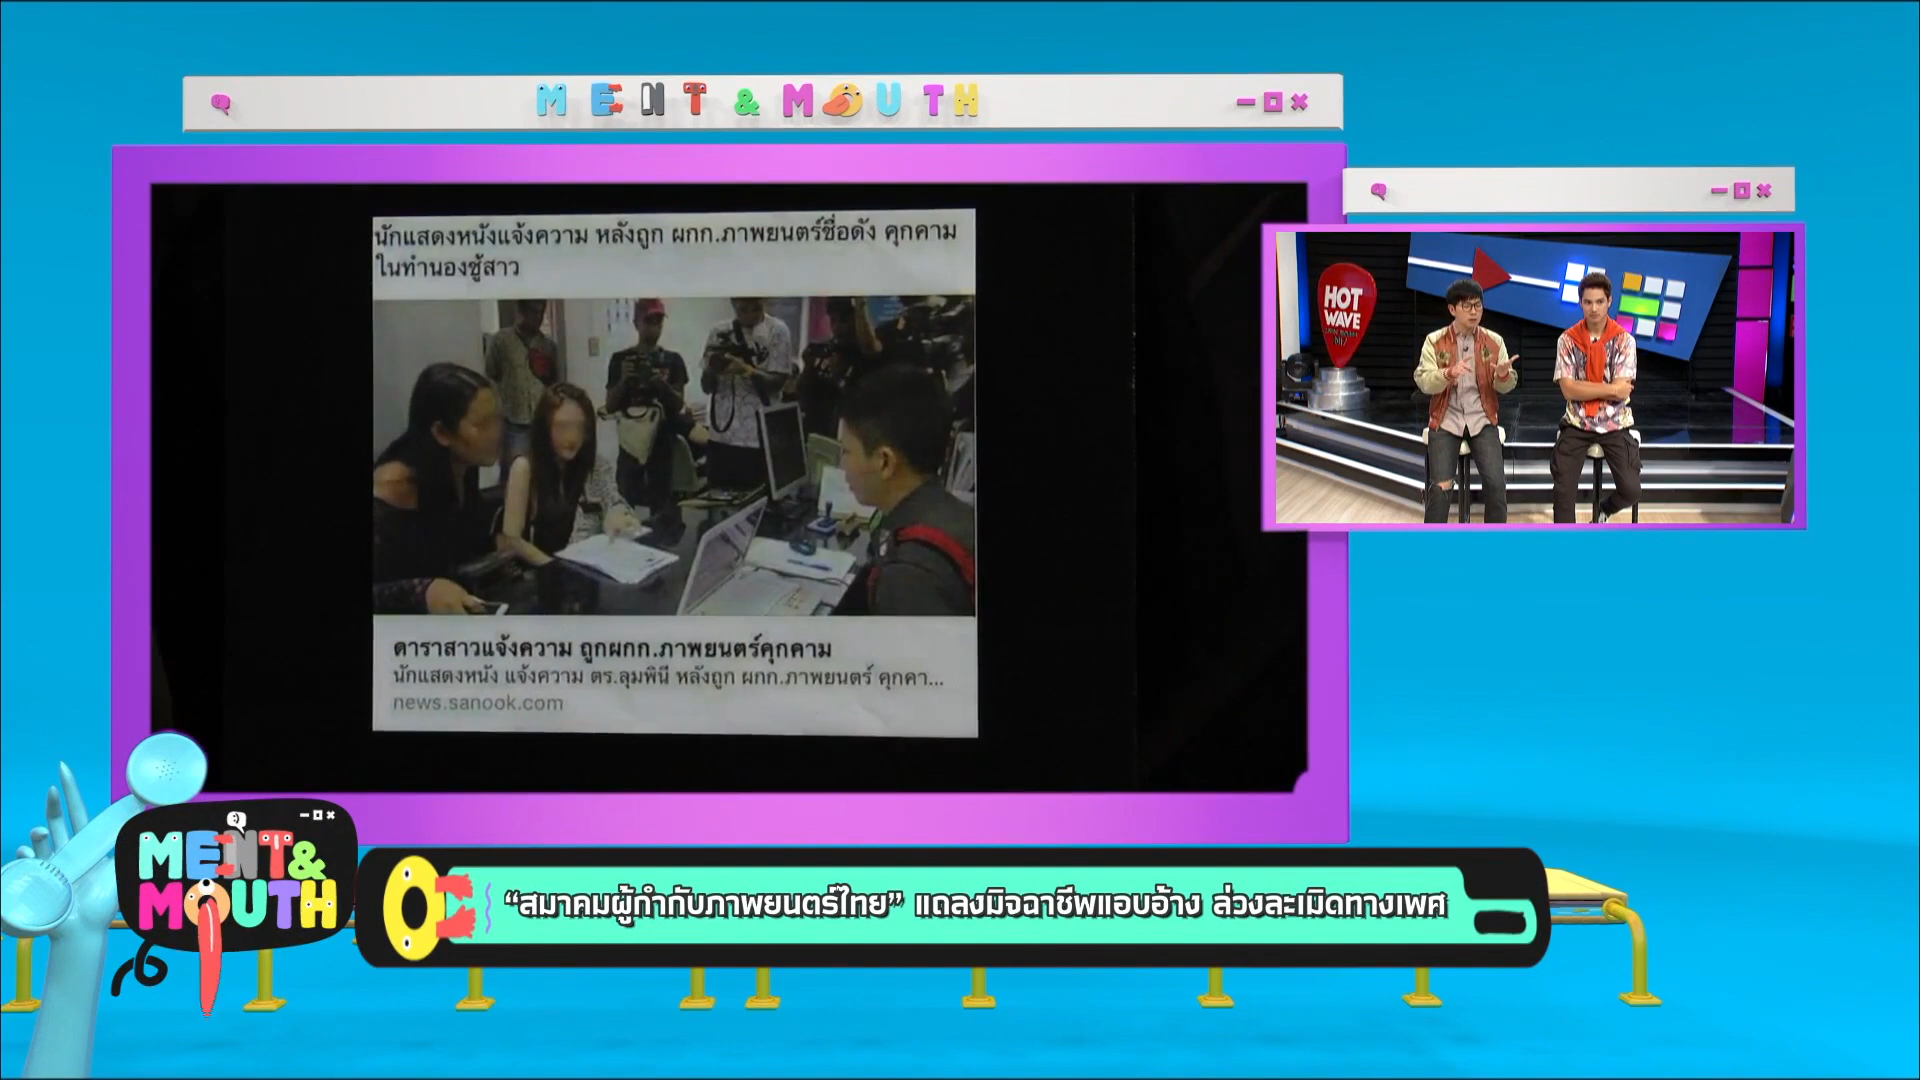 MENT & MOUTH
นักแสดงหนังแจ้งความ หลังถูก ผกก.ภาพยนตร์ชื่อดัง คุกคาม
ในทำนองชู้สาว
ดาราสาวแจ้งความ ถูกผกก.ภาพยนตร์คุกคาม
นักแสดงหนัง แจ้งความ ตร.ลุมพินี หลังถูก ผกก.ภาพยนตร์ คุกคา...
news.sanook.com
HOT
WAVE
MENT&
MOUTH
“สมาคมผู้กำกับภาพยนตร์ไทย” แถลงมิจฉาชีพแอบอ้าง ล่วงละเมิดทางเพศ